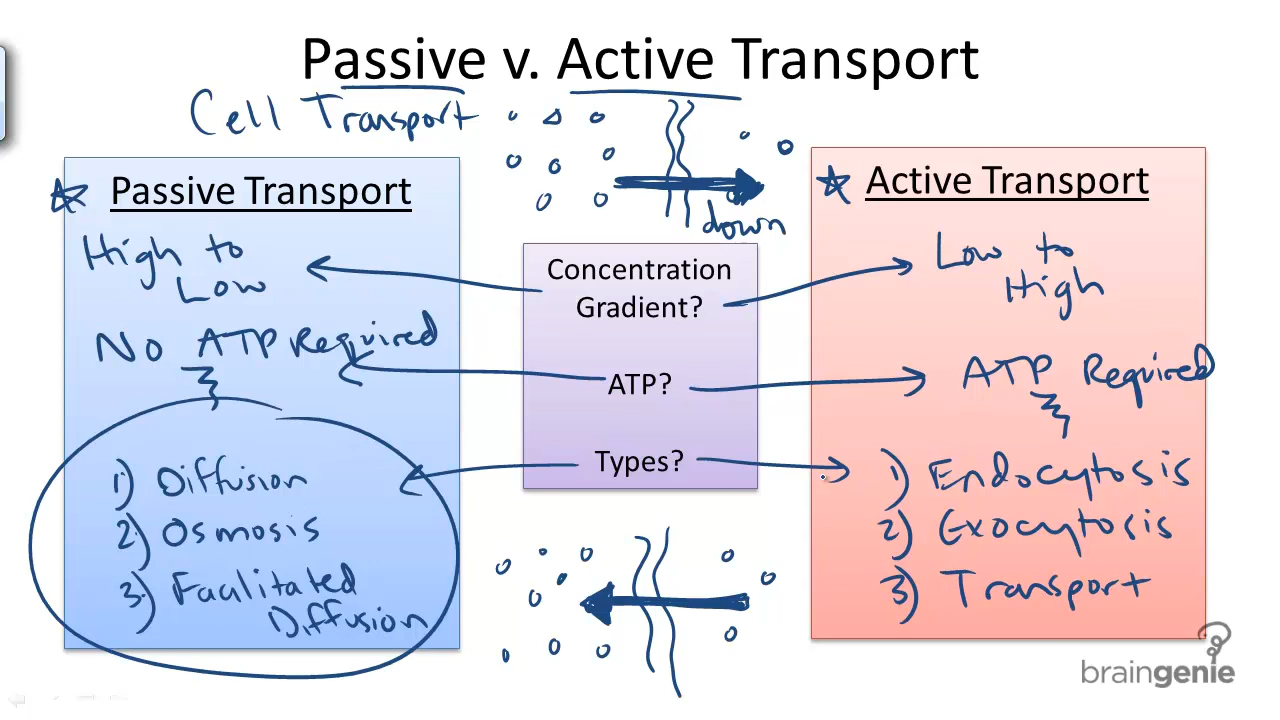 Passive v. Active Transport
Cell Transport
down
Passive Transport
High to
Low
No ATP Required
1) Diffusion
2) Osmosis
3) Facilitated
Diffusion
Concentration
Gradient?
ATP?
Types?
Active Transport
Low to
High
ATP Required
1) Endocytosis
2) Exocytosis
3) Transport
braingenie